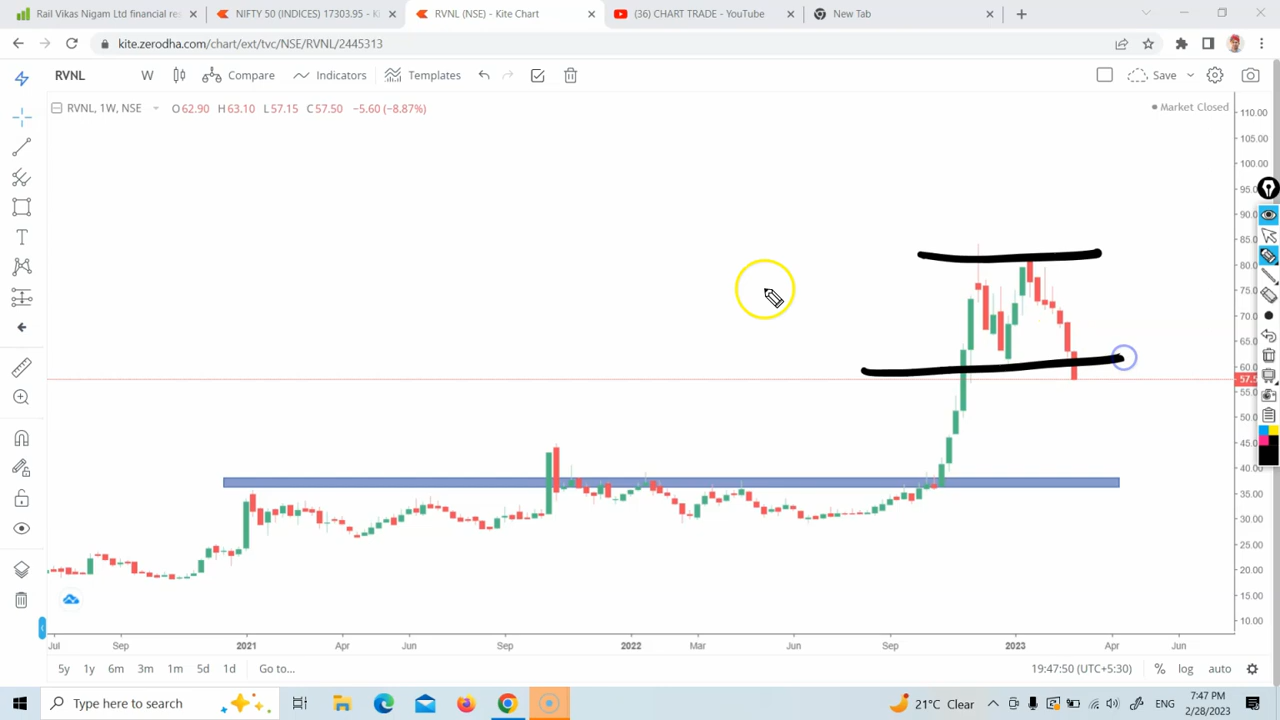 Rail Vikas Nigam Ltd financial res
NIFTY 50 (INDICES) 17303.95 - Ki
RVNL (NSE) - Kite Chart
(36) CHART TRADE - YouTube
New Tab
kite.zerodha.com/chart/ext/tvc/NSE/RVNL/2445313
RVNL W Compare Indicators Templates Save
RVNL, 1W, NSE O62.90 H63.10 L57.15 C57.50 −5.60 (−8.87%) Market Closed
110.00
105.00
100.00
95.00
90.00
85.00
80.00
75.00
70.00
65.00
60.00
57.5
55.00
50.00
45.00
40.00
35.00
30.00
25.00
20.00
15.00
10.00
Jul Sep 2021 Apr Jun Sep 2022 Mar Jun Sep 2023 Apr Jun
5y 1y 6m 3m 1m 5d 1d Go to... 19:47:50 (UTC+5:30) % log auto
Type here to search 21°C Clear ENG 7:47 PM
2/28/2023